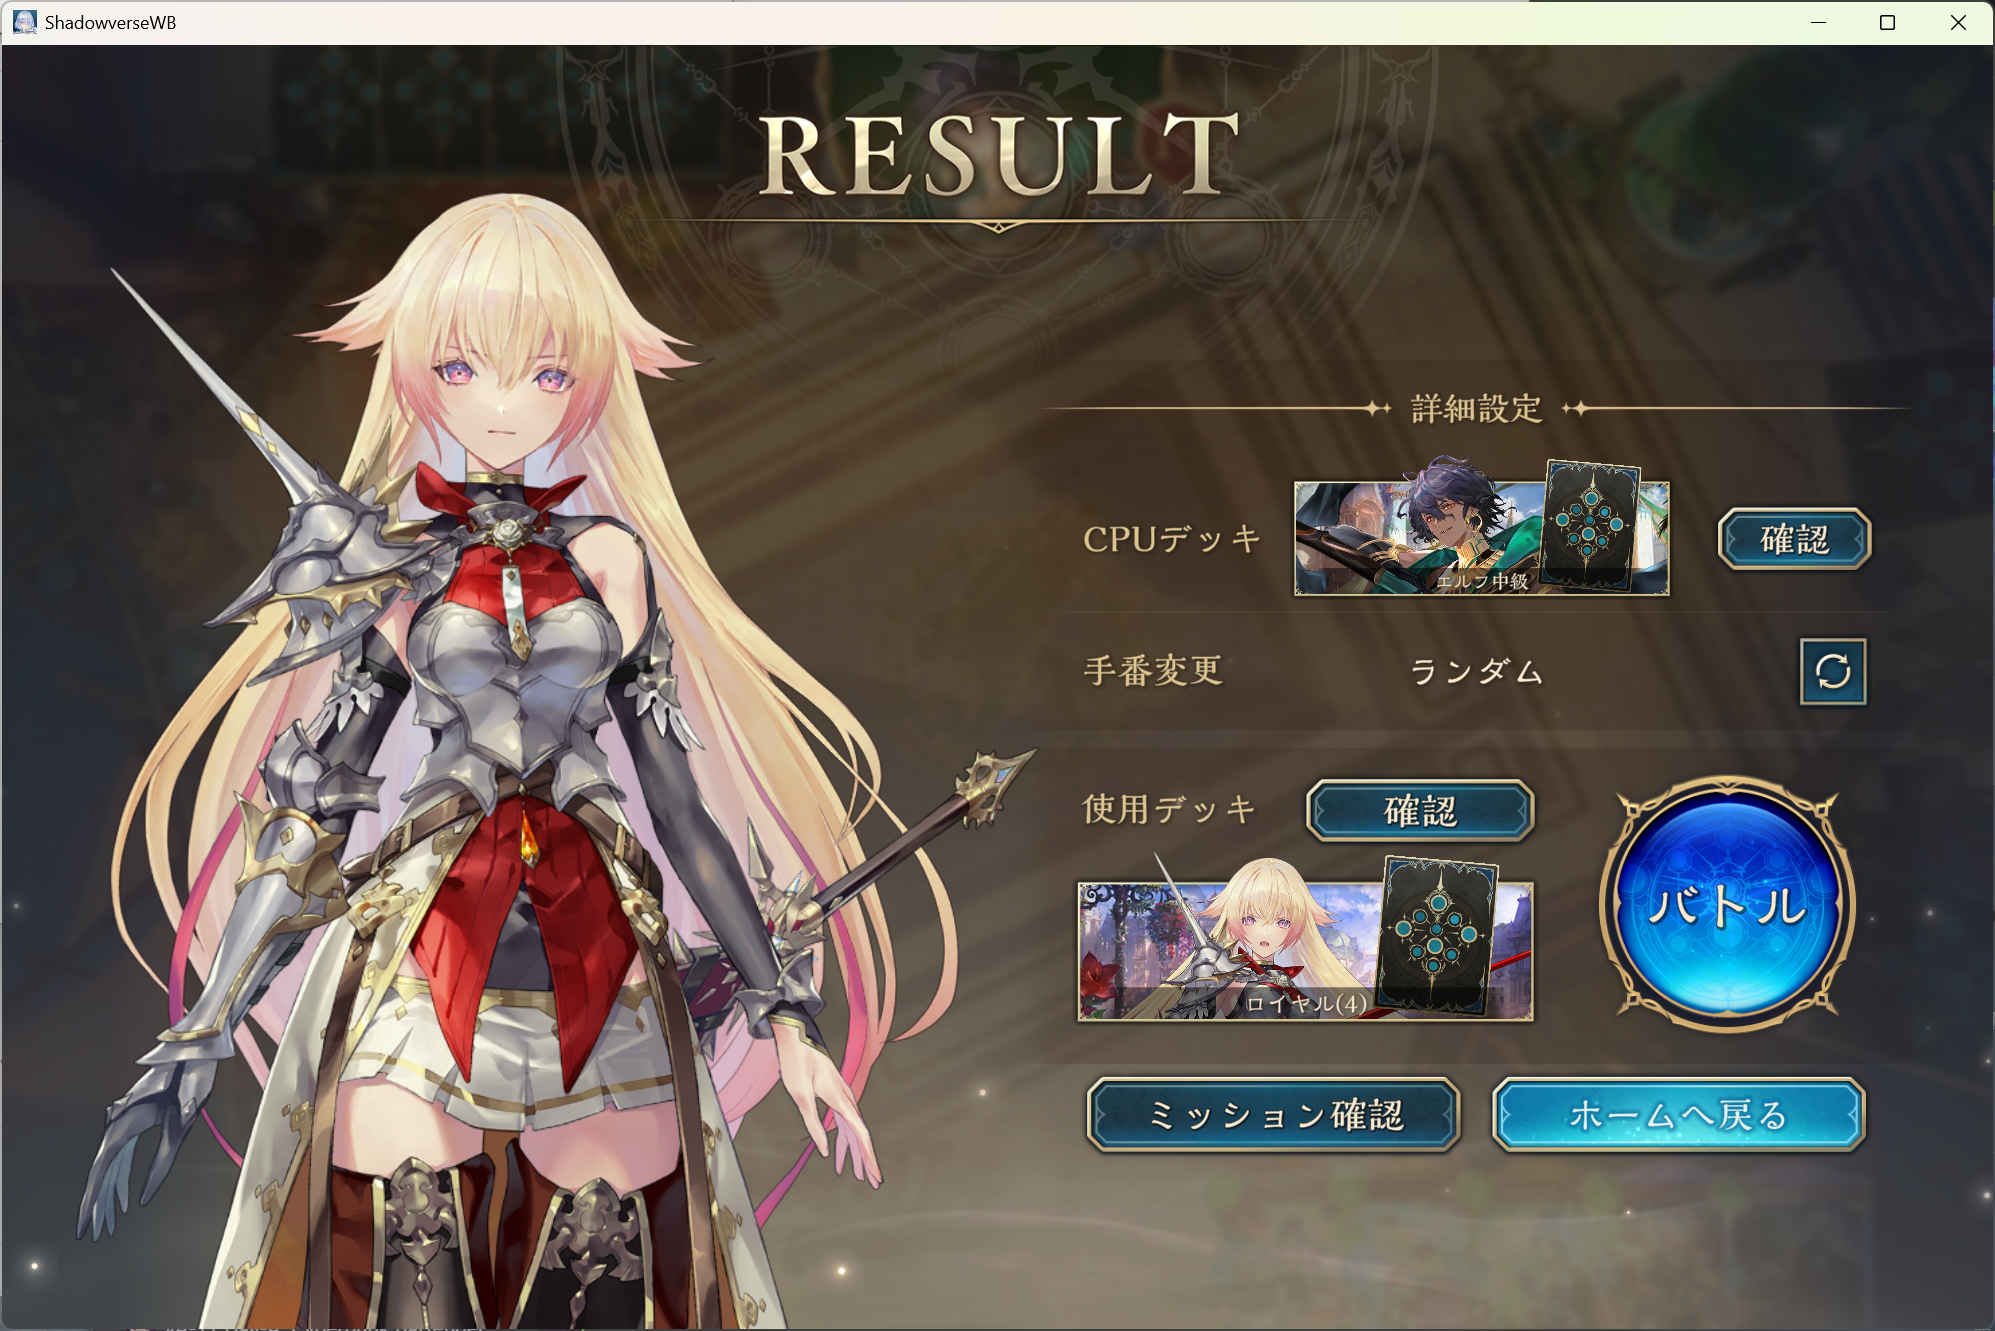 ShadowverseWB
RESULT
詳細設定
CPUデッキ
エルフ中級
確認
手番変更
ランダム
使用デッキ
確認
ロイヤル(4)
バトル
ミッション確認
ホームへ戻る